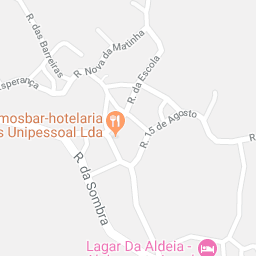 R. das Barreiras
R. Nova da Matinha
Esperança
R. da Escola
mosbar-hotelaria
s Unipessoal Lda
R. 15 de Agosto
R. da Sombra
R.
Lagar Da Aldeia -